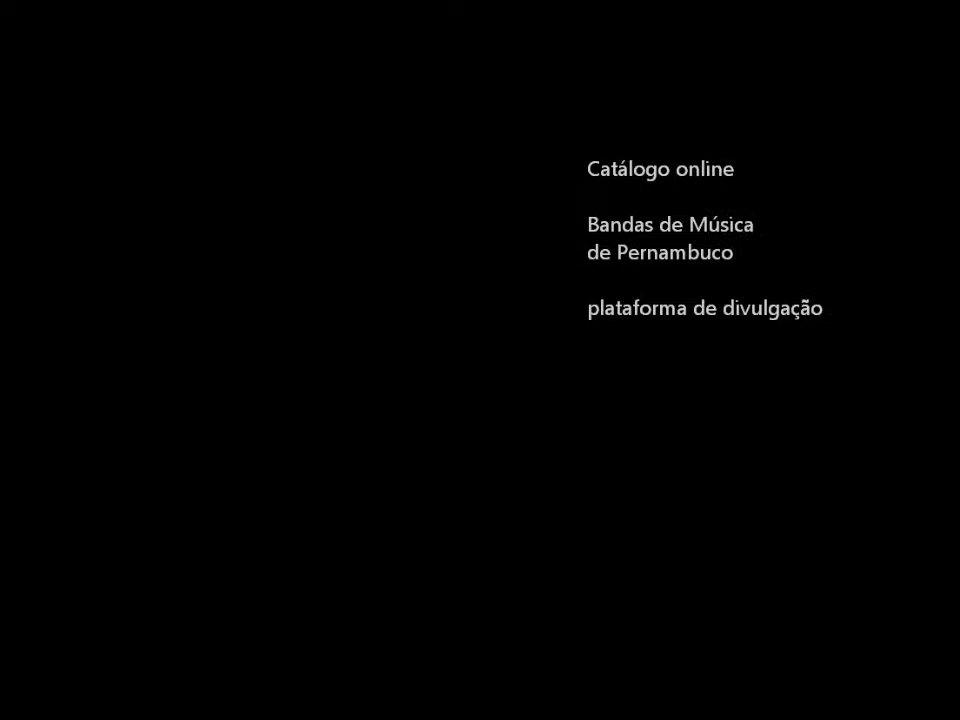 Catálogo online
Bandas de Música
de Pernambuco
plataforma de divulgação